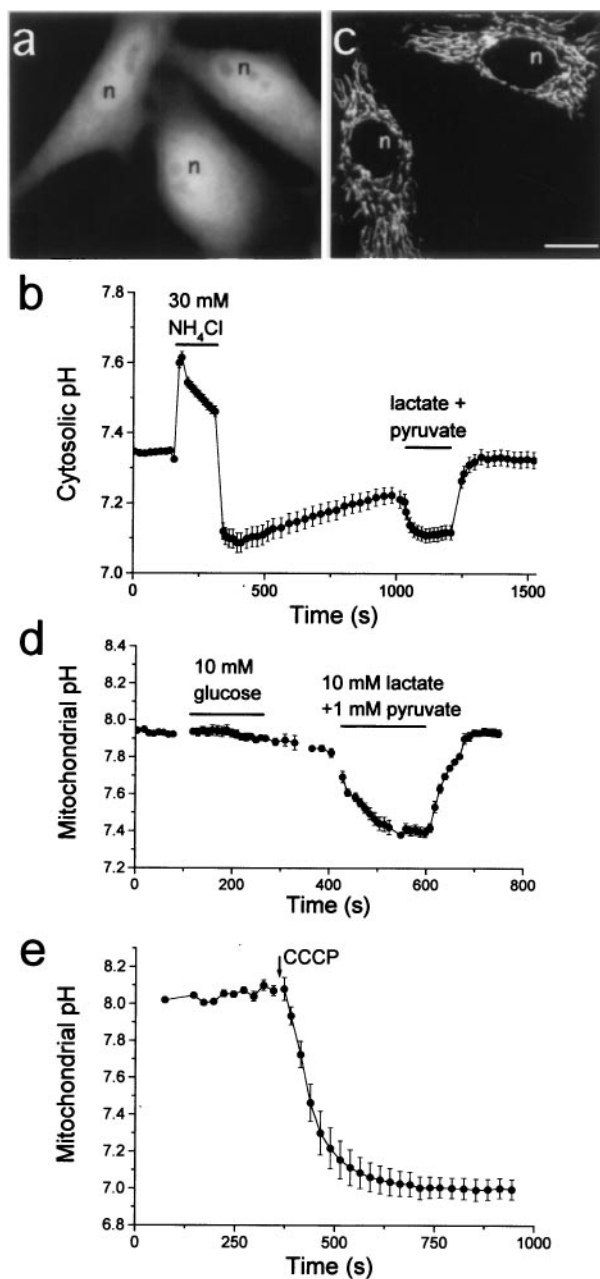 a
n
n
n
c
n
n
b
30 mM
NH₄Cl
lactate +
pyruvate
Cytosolic pH
7.8
7.6
7.4
7.2
7.0
0
500
1000
1500
Time (s)
d
10 mM
glucose
10 mM lactate
+1 mM pyruvate
Mitochondrial pH
8.4
8.2
8.0
7.8
7.6
7.4
7.2
0
200
400
600
800
Time (s)
e
CCCP
Mitochondrial pH
8.2
8.0
7.8
7.6
7.4
7.2
7.0
6.8
0
250
500
750
1000
Time (s)